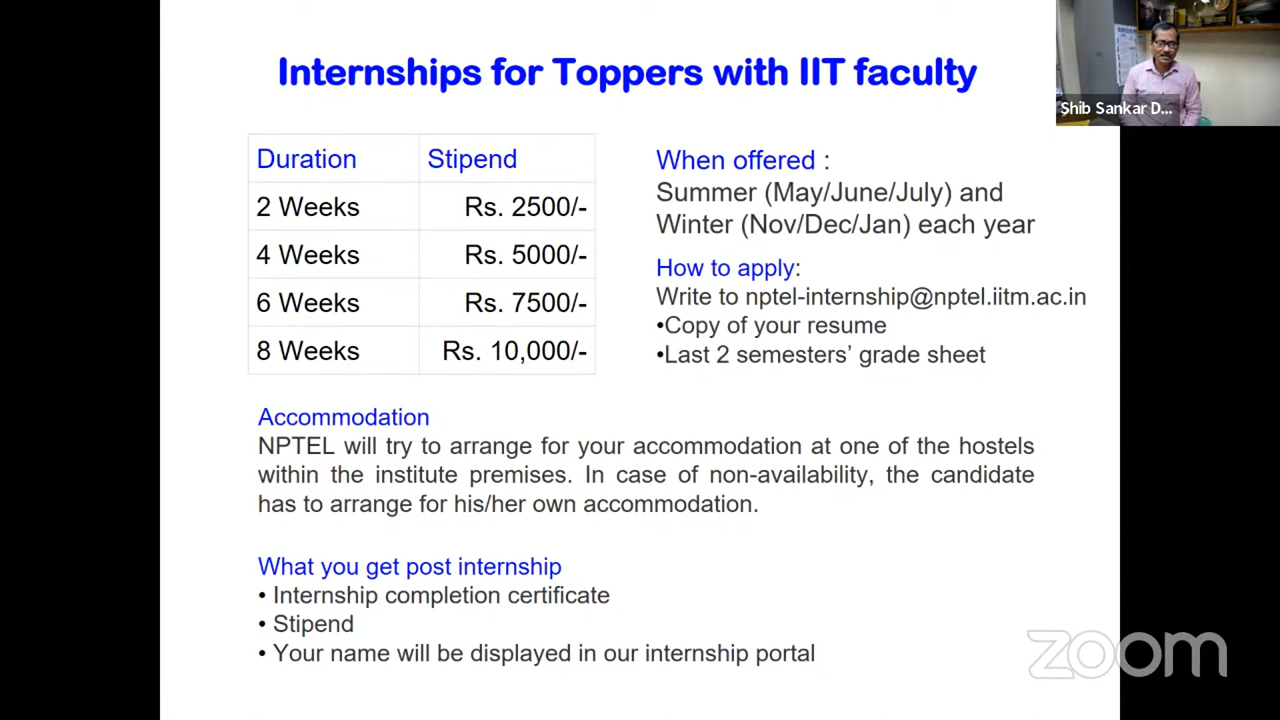 Internships for Toppers with IIT faculty
Shib Sankar D...
Duration Stipend
2 Weeks Rs. 2500/-
4 Weeks Rs. 5000/-
6 Weeks Rs. 7500/-
8 Weeks Rs. 10,000/-
When offered :
Summer (May/June/July) and
Winter (Nov/Dec/Jan) each year
How to apply:
Write to nptel-internship@nptel.iitm.ac.in
•Copy of your resume
•Last 2 semesters’ grade sheet
Accommodation
NPTEL will try to arrange for your accommodation at one of the hostels
within the institute premises. In case of non-availability, the candidate
has to arrange for his/her own accommodation.
What you get post internship
• Internship completion certificate
• Stipend
• Your name will be displayed in our internship portal
zoom